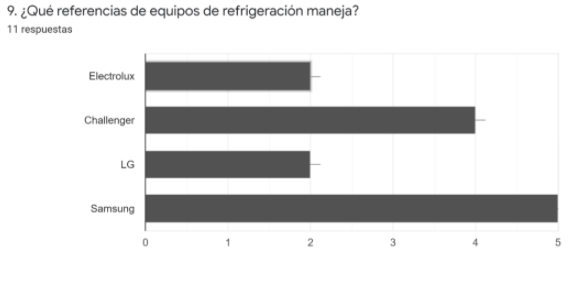 9. ¿Qué referencias de equipos de refrigeración maneja?
11 respuestas
Electrolux
Challenger
LG
Samsung
0 1 2 3 4 5